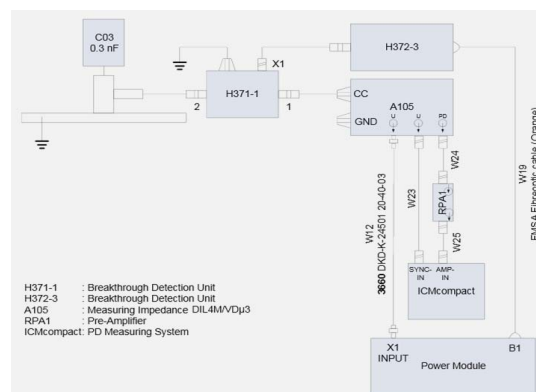 C03
0.3 nF
H372-3
X1
H371-1
2
1
CC
A105
GND
U
U
PD
W24
W23
RPA1
W25
W12
3660 DKD-K-24501 20-40-03
W19
EMSA Fibreoptic cable (Orange)
SYNC-
IN
AMP-
IN
ICMcompact
H371-1 : Breakthrough Detection Unit
H372-3 : Breakthrough Detection Unit
A105 : Measuring Impedance DIL4M/VDµ3
RPA1 : Pre-Amplifier
ICMcompact: PD Measuring System
X1
INPUT
B1
Power Module